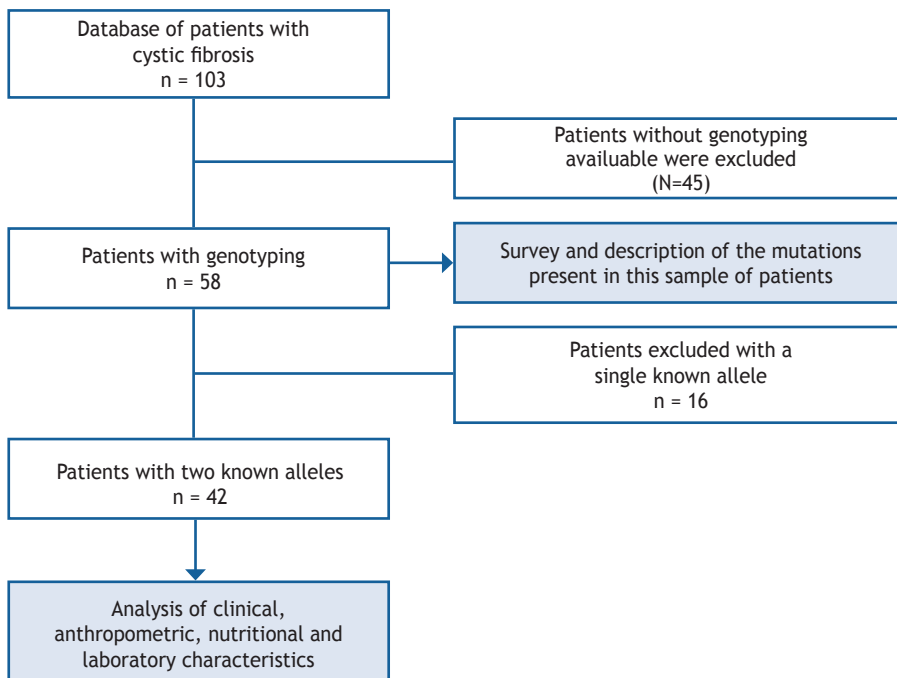 Database of patients with
cystic fibrosis
n = 103
Patients without genotyping
availuable were excluded
(N=45)
Patients with genotyping
n = 58
Survey and description of the mutations
present in this sample of patients
Patients excluded with a
single known allele
n = 16
Patients with two known alleles
n = 42
Analysis of clinical,
anthropometric, nutritional and
laboratory characteristics